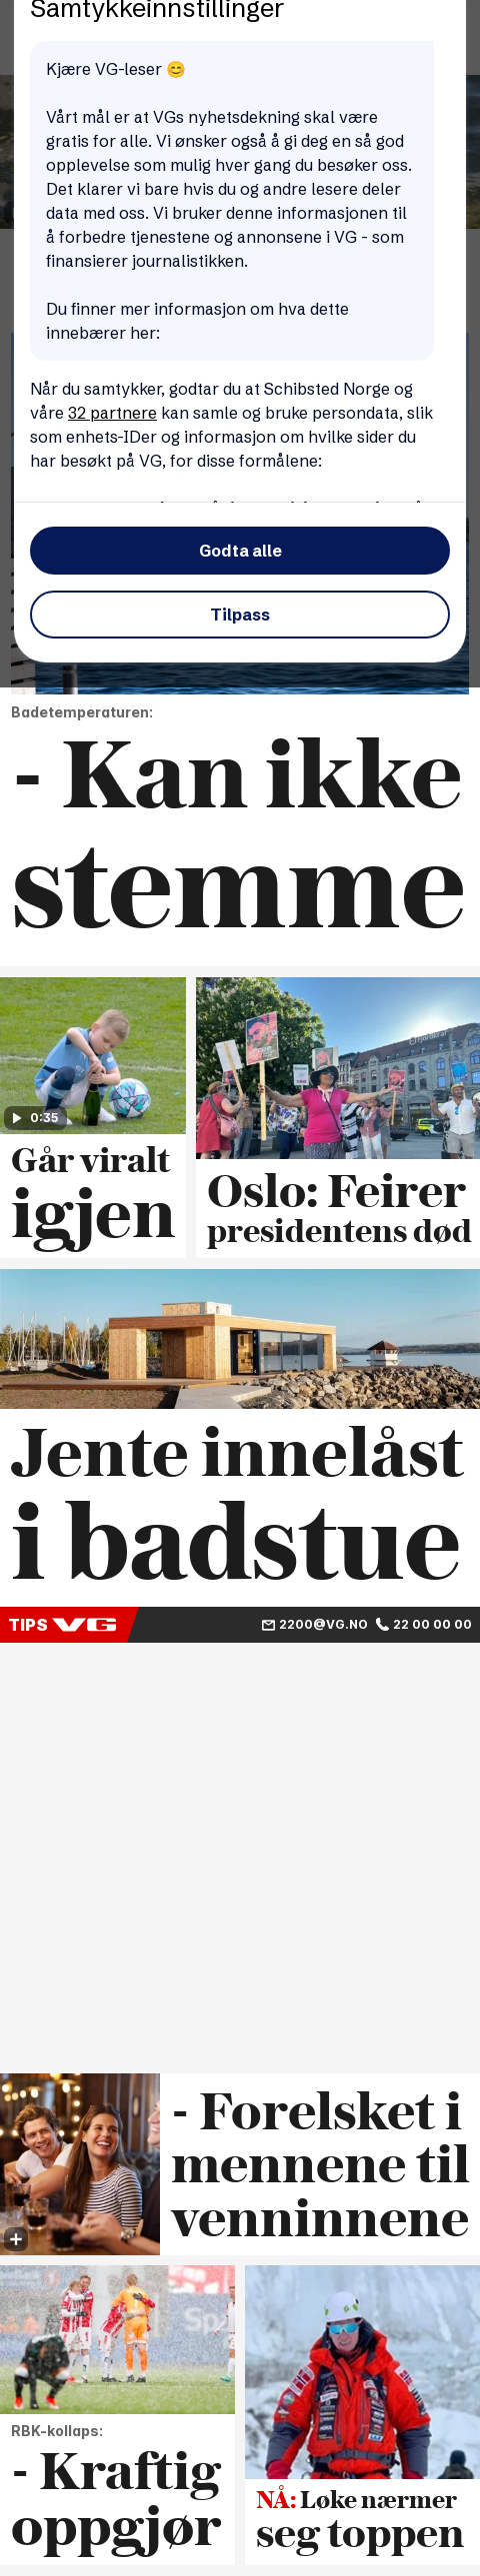 Samtykkeinnstillinger
Kjære VG-leser 😊
Vårt mål er at VGs nyhetsdekning skal være
gratis for alle. Vi ønsker også å gi deg en så god
opplevelse som mulig hver gang du besøker oss.
Det klarer vi bare hvis du og andre lesere deler
data med oss. Vi bruker denne informasjonen til
å forbedre tjenestene og annonsene i VG - som
finansierer journalistikken.
Du finner mer informasjon om hva dette
innebærer her:
Når du samtykker, godtar du at Schibsted Norge og
våre 32 partnere kan samle og bruke persondata, slik
som enhets-IDer og informasjon om hvilke sider du
har besøkt på VG, for disse formålene:
Godta alle
Tilpass
Badetemperaturen:
- Kan ikke
stemme
0:35
Går viralt
igjen
Oslo: Feirer
presidentens død
Jente innelåst
i badstue
TIPS VG 2200@VG.NO 22 00 00 00
- Forelsket i
mennene til
venninnene
RBK-kollaps:
- Kraftig
oppgjør
NÅ: Løke nærmer
seg toppen